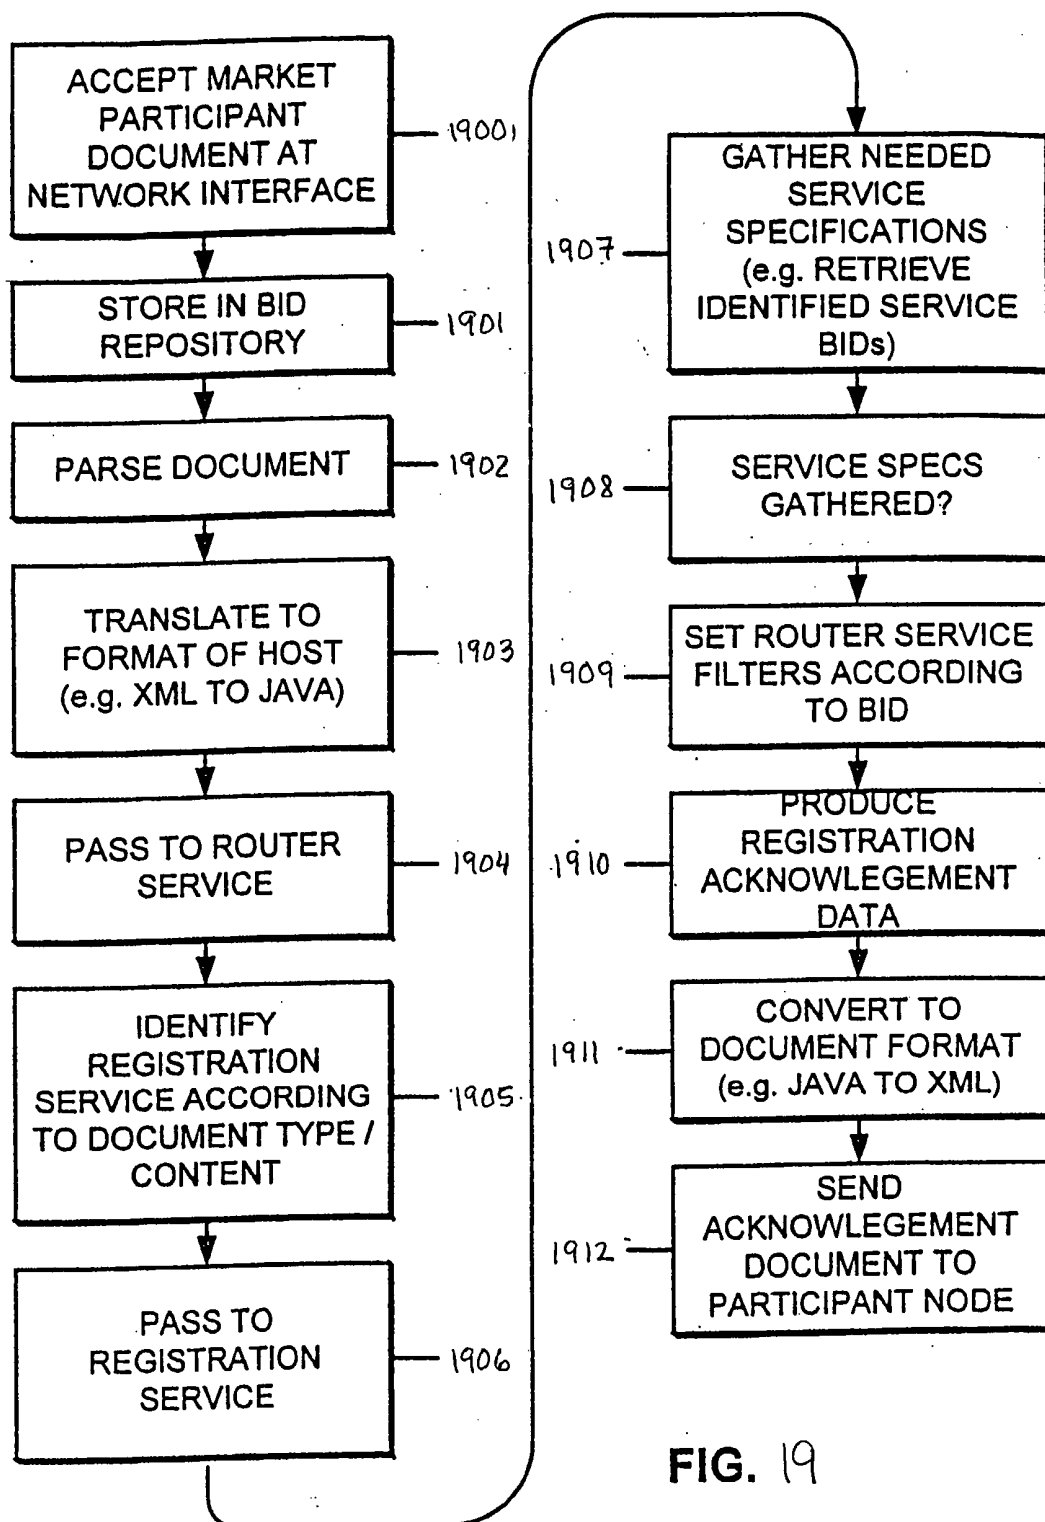 ACCEPT MARKET
PARTICIPANT
DOCUMENT AT
NETWORK INTERFACE
19001
STORE IN BID
REPOSITORY
1901
PARSE DOCUMENT
1902
TRANSLATE TO
FORMAT OF HOST
(e.g. XML TO JAVA)
1903
PASS TO ROUTER
SERVICE
1904
IDENTIFY
REGISTRATION
SERVICE ACCORDING
TO DOCUMENT TYPE /
CONTENT
1905
PASS TO
REGISTRATION
SERVICE
1906
GATHER NEEDED
SERVICE
SPECIFICATIONS
(e.g. RETRIEVE
IDENTIFIED SERVICE
BIDs)
1907
SERVICE SPECS
GATHERED?
1908
SET ROUTER SERVICE
FILTERS ACCORDING
TO BID
1909
PRODUCE
REGISTRATION
ACKNOWLEGEMENT
DATA
1910
CONVERT TO
DOCUMENT FORMAT
(e.g. JAVA TO XML)
1911
SEND
ACKNOWLEGEMENT
DOCUMENT TO
PARTICIPANT NODE
1912
FIG. 19